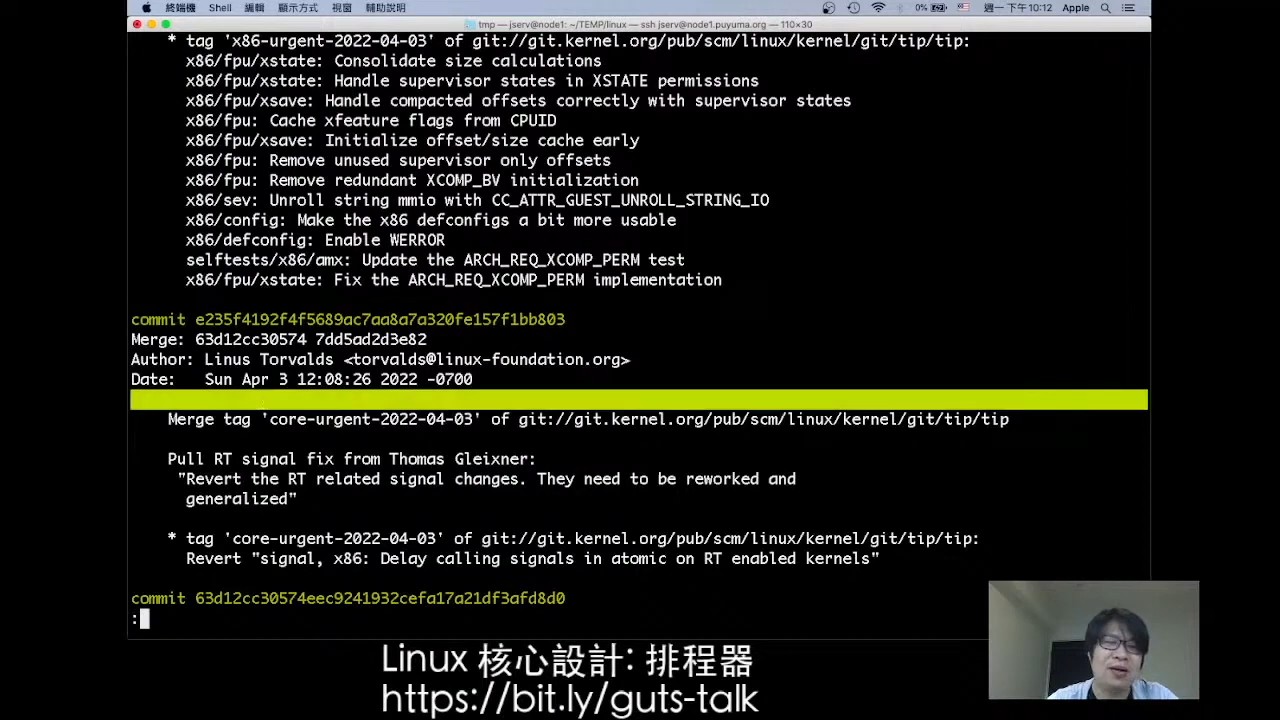 終端機 Shell 編輯 顯示方式 視窗 輔助說明 0% 週一 下午10:12 Apple
tmp — jserv@node1: ~/TEMP/linux — ssh jserv@node1.puyuma.org — 110×30
* tag 'x86-urgent-2022-04-03' of git://git.kernel.org/pub/scm/linux/kernel/git/tip/tip:
x86/fpu/xstate: Consolidate size calculations
x86/fpu/xstate: Handle supervisor states in XSTATE permissions
x86/fpu/xsave: Handle compacted offsets correctly with supervisor states
x86/fpu: Cache xfeature flags from CPUID
x86/fpu/xsave: Initialize offset/size cache early
x86/fpu: Remove unused supervisor only offsets
x86/fpu: Remove redundant XCOMP_BV initialization
x86/sev: Unroll string mmio with CC_ATTR_GUEST_UNROLL_STRING_IO
x86/config: Make the x86 defconfigs a bit more usable
x86/defconfig: Enable WERROR
selftests/x86/amx: Update the ARCH_REQ_XCOMP_PERM test
x86/fpu/xstate: Fix the ARCH_REQ_XCOMP_PERM implementation
commit e235f4192f4f5689ac7aa8a7a320fe157f1bb803
Merge: 63d12cc30574 7dd5ad2d3e82
Author: Linus Torvalds <torvalds@linux-foundation.org>
Date: Sun Apr 3 12:08:26 2022 -0700
Merge tag 'core-urgent-2022-04-03' of git://git.kernel.org/pub/scm/linux/kernel/git/tip/tip
Pull RT signal fix from Thomas Gleixner:
"Revert the RT related signal changes. They need to be reworked and
generalized"
* tag 'core-urgent-2022-04-03' of git://git.kernel.org/pub/scm/linux/kernel/git/tip/tip:
Revert "signal, x86: Delay calling signals in atomic on RT enabled kernels"
commit 63d12cc30574eec9241932cefa17a21df3afd8d0
:
Linux 核心設計: 排程器
https://bit.ly/guts-talk